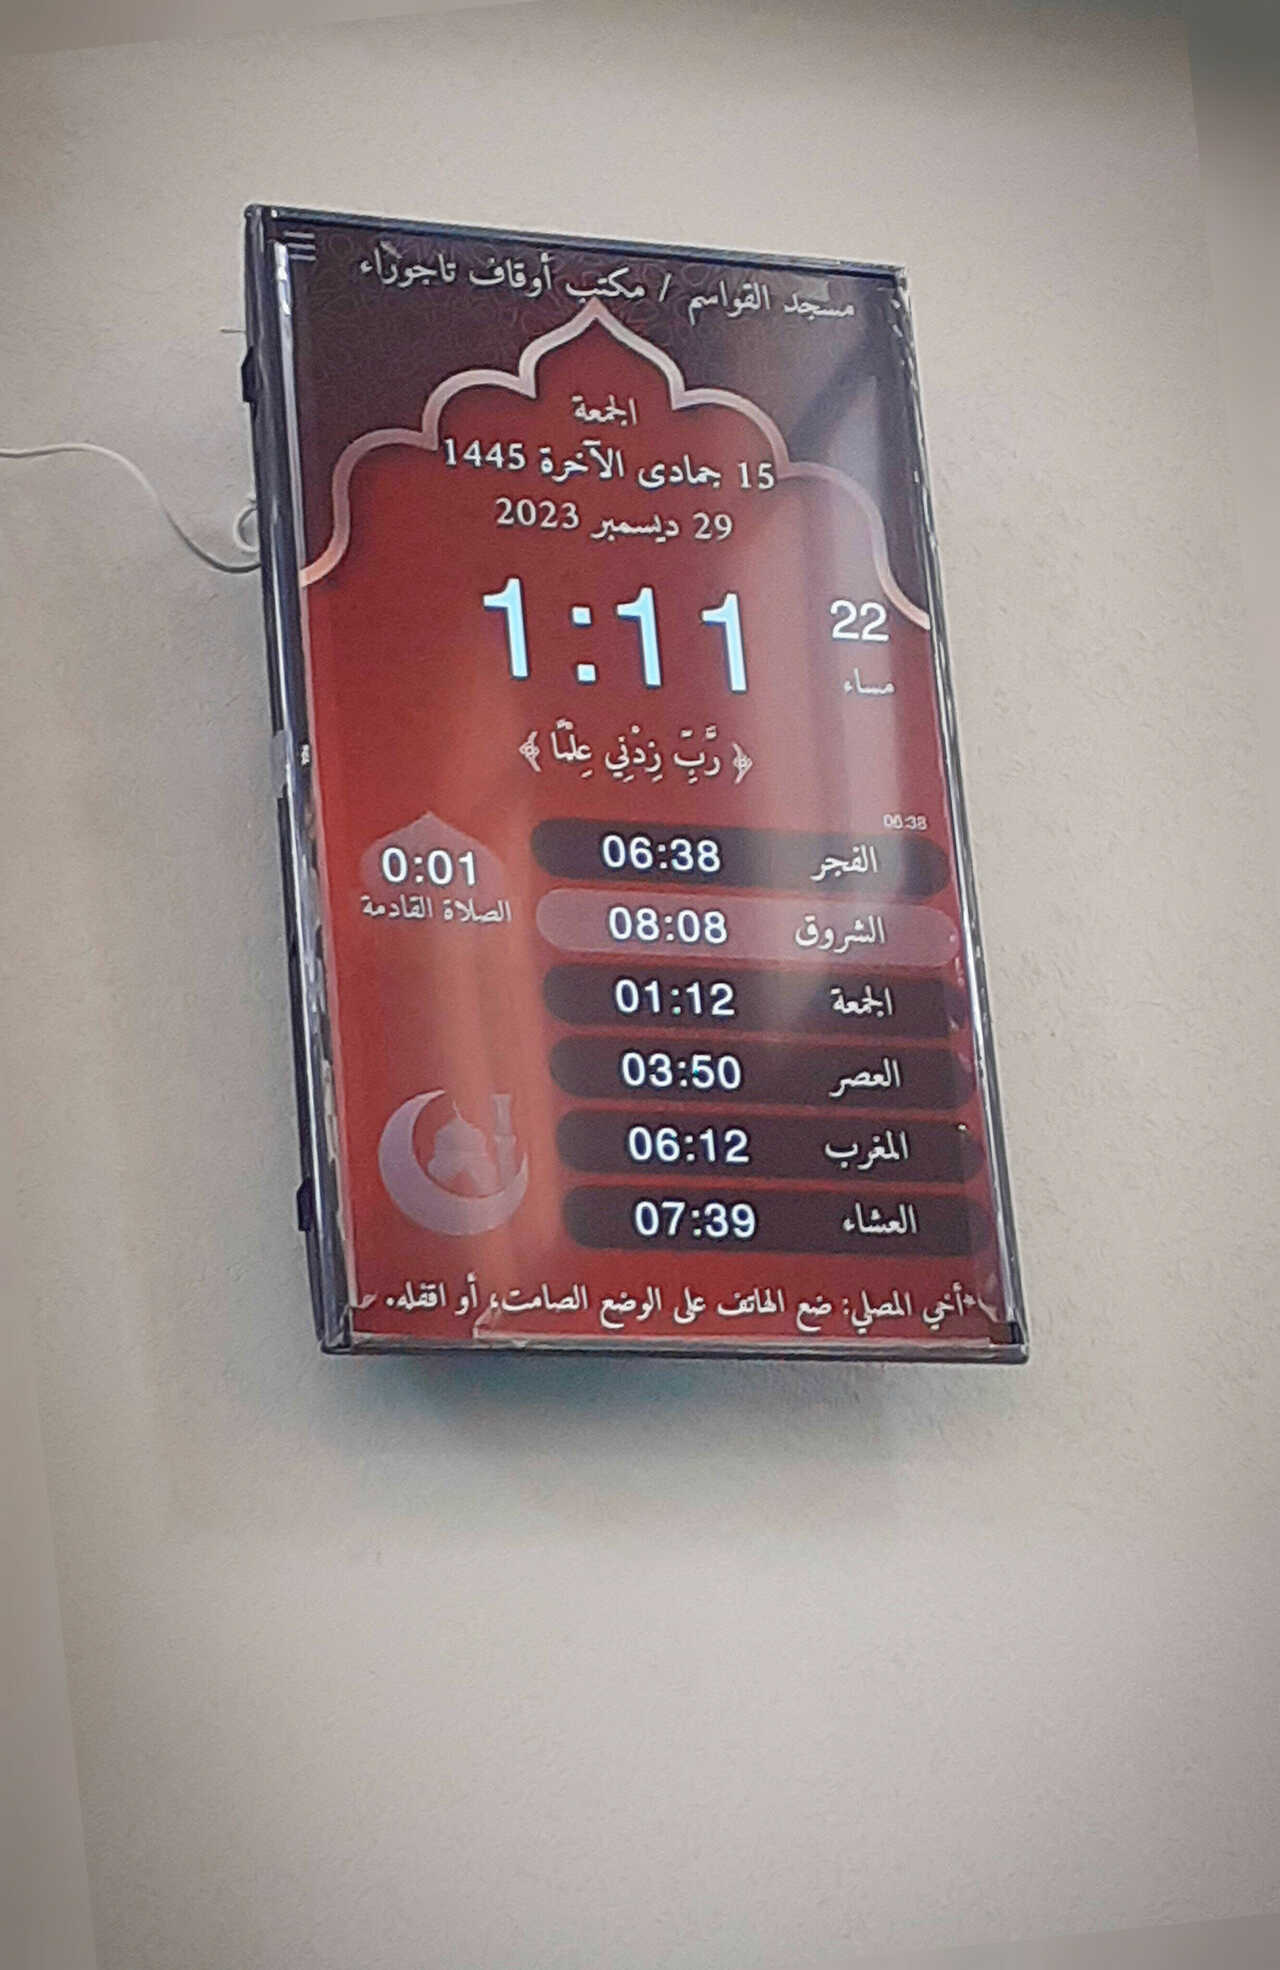 مسجد القواسم / مكتب أوقاف تاجوراء
الجمعة
15 جمادى الآخرة 1445
29 ديسمبر 2023
1:11 22
مساء
﴿ رَّبِّ زِدْنِي عِلْمًا ﴾
06:38
الفجر 06:38
0:01
الصلاة القادمة
الشروق 08:08
الجمعة 01:12
العصر 03:50
المغرب 06:12
العشاء 07:39
*أخي المصلي: ضع الهاتف على الوضع الصامت، أو اقفله.